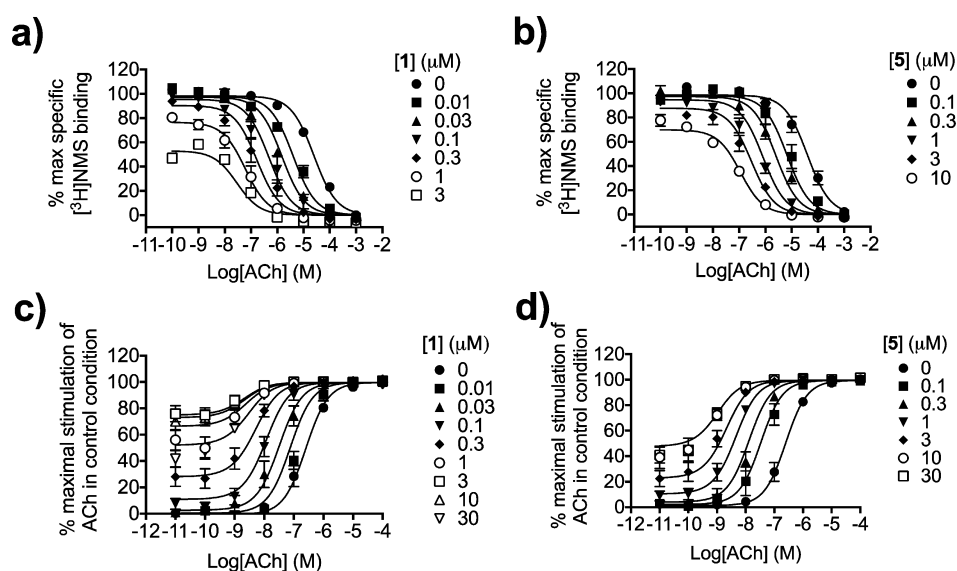 a)
% max specific
[³H]NMS binding
120
100
80
60
40
20
0
-11 -10 -9 -8 -7 -6 -5 -4 -3 -2
Log[ACh] (M)
[1] (µM)
0
0.01
0.03
0.1
0.3
1
3
b)
% max specific
[³H]NMS binding
120
100
80
60
40
20
0
-11 -10 -9 -8 -7 -6 -5 -4 -3 -2
Log[ACh] (M)
[5] (µM)
0
0.1
0.3
1
3
10
c)
% maximal stimulation of
ACh in control condition
120
100
80
60
40
20
0
-12 -11 -10 -9 -8 -7 -6 -5 -4
Log[ACh] (M)
[1] (µM)
0
0.01
0.03
0.1
0.3
1
3
10
30
d)
% maximal stimulation of
ACh in control condition
120
100
80
60
40
20
0
-12 -11 -10 -9 -8 -7 -6 -5 -4
Log[ACh] (M)
[5] (µM)
0
0.1
0.3
1
3
10
30